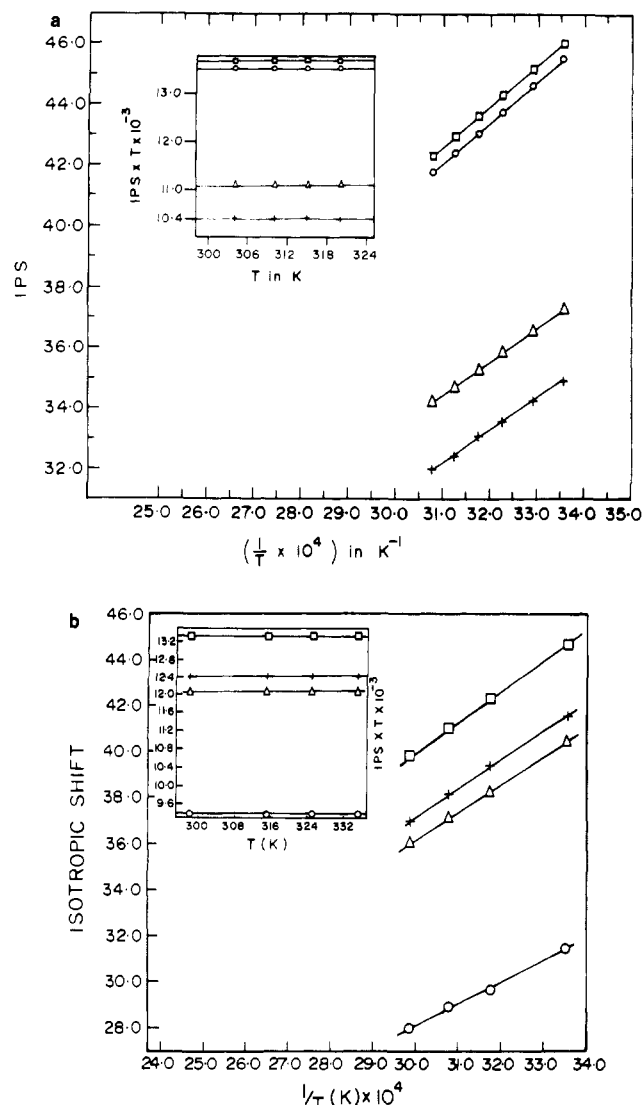 a
46.0
44.0
42.0
40.0
38.0
36.0
34.0
32.0
IPS
IPS x T x 10⁻³
13.0
12.0
11.0
10.4
300 306 312 318 324
T in K
25.0 26.0 27.0 28.0 29.0 30.0 31.0 32.0 33.0 34.0 35.0
(1/T x 10⁴) in K⁻¹
b
46.0
44.0
42.0
40.0
38.0
36.0
34.0
32.0
30.0
28.0
ISOTROPIC SHIFT
13.2
12.8
12.4
12.0
11.6
10.8
10.4
10.0
9.6
IPS x T x 10⁻³
300 308 316 324 332
T (K)
24.0 25.0 26.0 27.0 28.0 29.0 30.0 31.0 32.0 33.0 34.0
1/T (K) x 10⁴